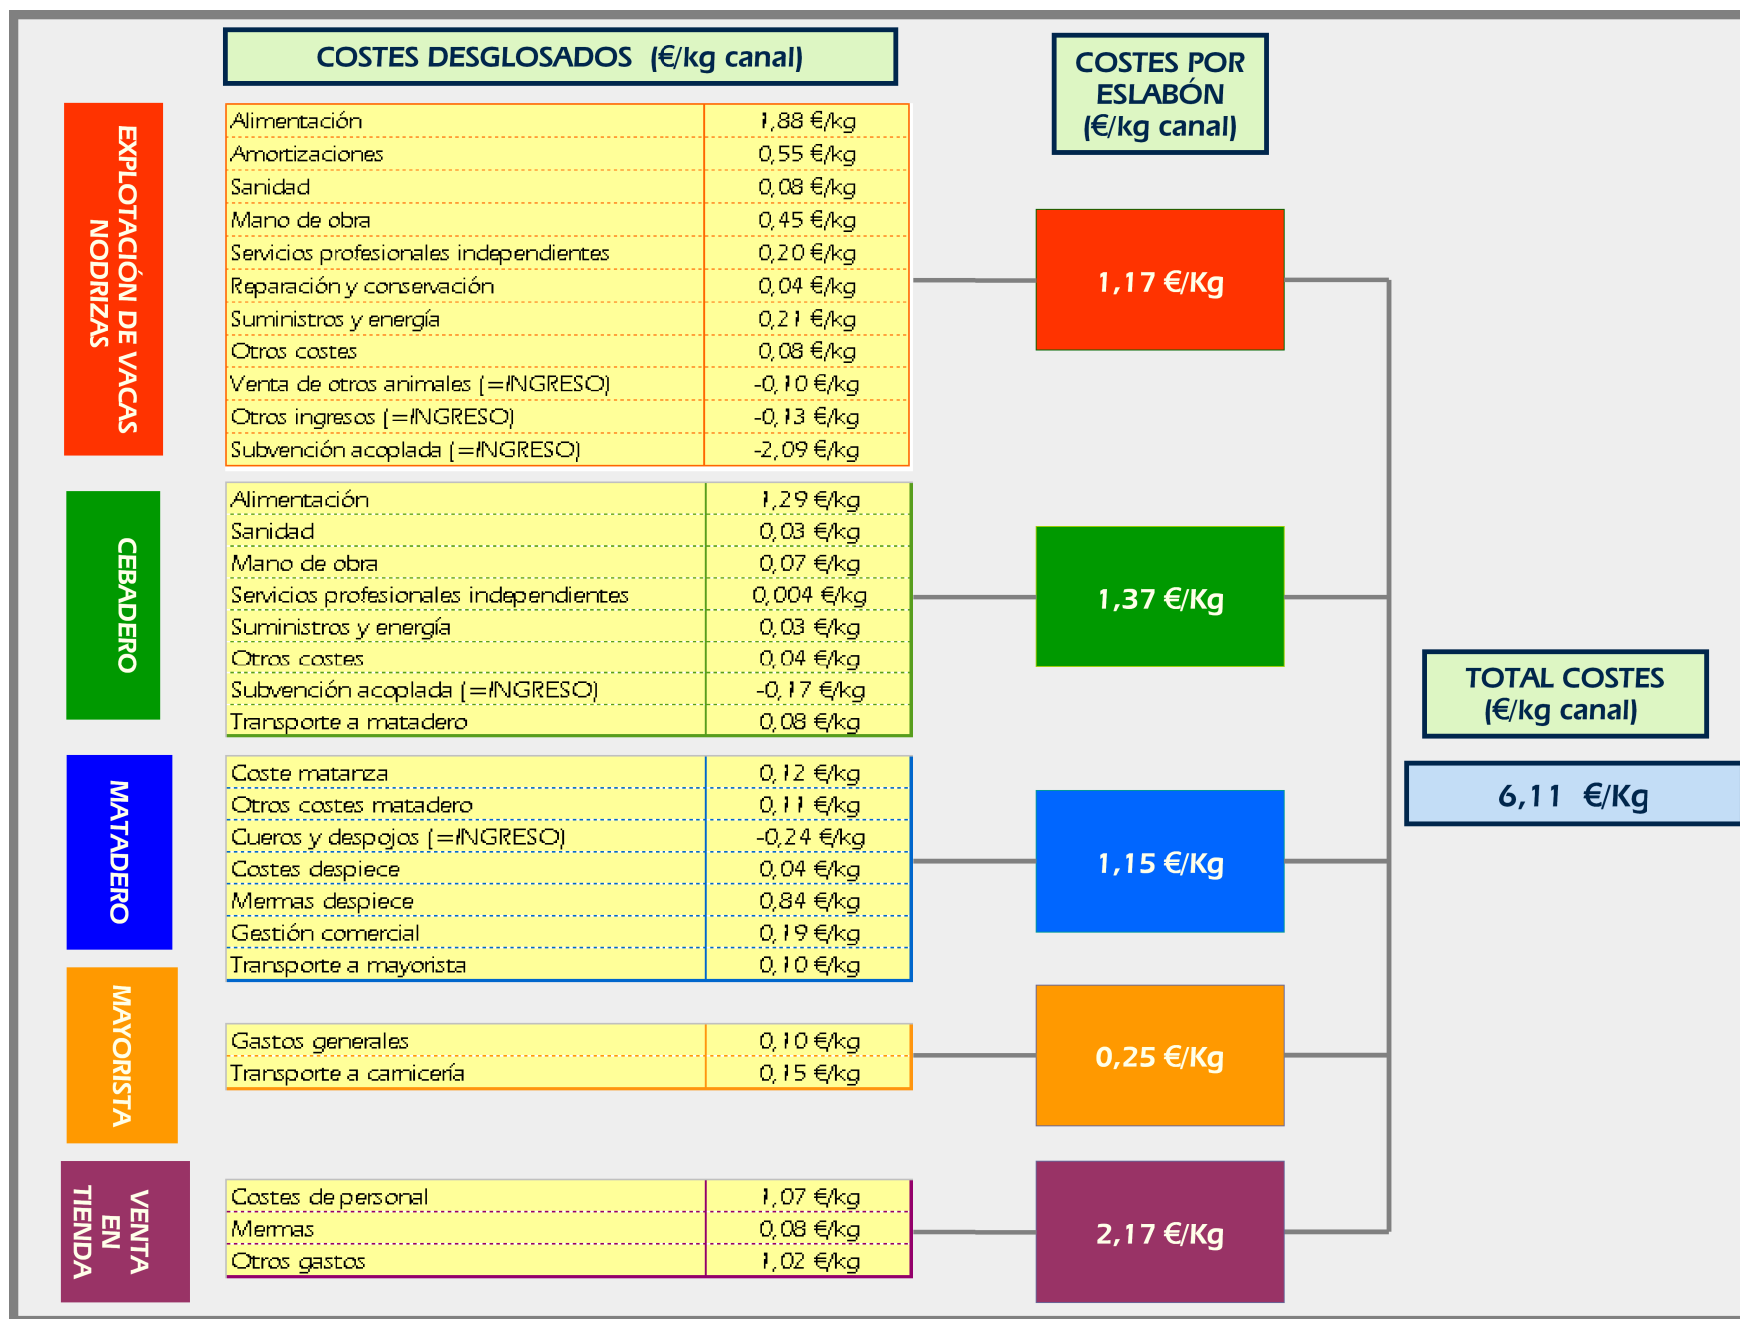 COSTES DESGLOSADOS (€/kg canal)
COSTES POR
ESLABÓN
(€/kg canal)
EXPLOTACIÓN DE VACAS
NODRIZAS
Alimentación 1,88 €/kg
Amortizaciones 0,55 €/kg
Sanidad 0,08 €/kg
Mano de obra 0,45 €/kg
Servicios profesionales independientes 0,20 €/kg
Reparación y conservación 0,04 €/kg
Suministros y energía 0,21 €/kg
Otros costes 0,08 €/kg
Venta de otros animales (=INGRESO) -0,10 €/kg
Otros ingresos (=INGRESO) -0,13 €/kg
Subvención acoplada (=INGRESO) -2,09 €/kg
1,17 €/Kg
CEBADERO
Alimentación 1,29 €/kg
Sanidad 0,03 €/kg
Mano de obra 0,07 €/kg
Servicios profesionales independientes 0,004 €/kg
Suministros y energía 0,03 €/kg
Otros costes 0,04 €/kg
Subvención acoplada (=INGRESO) -0,17 €/kg
Transporte a matadero 0,08 €/kg
1,37 €/Kg
TOTAL COSTES
(€/kg canal)
6,11 €/Kg
MATADERO
Coste matanza 0,12 €/kg
Otros costes matadero 0,11 €/kg
Cueros y despojos (=INGRESO) -0,24 €/kg
Costes despiece 0,04 €/kg
Mermas despiece 0,84 €/kg
Gestión comercial 0,19 €/kg
Transporte a mayorista 0,10 €/kg
1,15 €/Kg
MAYORISTA
Gastos generales 0,10 €/kg
Transporte a carnicería 0,15 €/kg
0,25 €/Kg
VENTA
EN
TIENDA
Costes de personal 1,07 €/kg
Mermas 0,08 €/kg
Otros gastos 1,02 €/kg
2,17 €/Kg